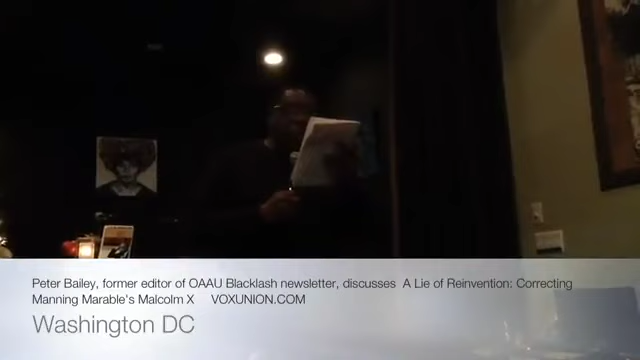 Peter Bailey, former editor of OAAU Blacklash newsletter, discusses  A Lie of Reinvention: Correcting
Manning Marable's Malcolm X     VOXUNION.COM
Washington DC